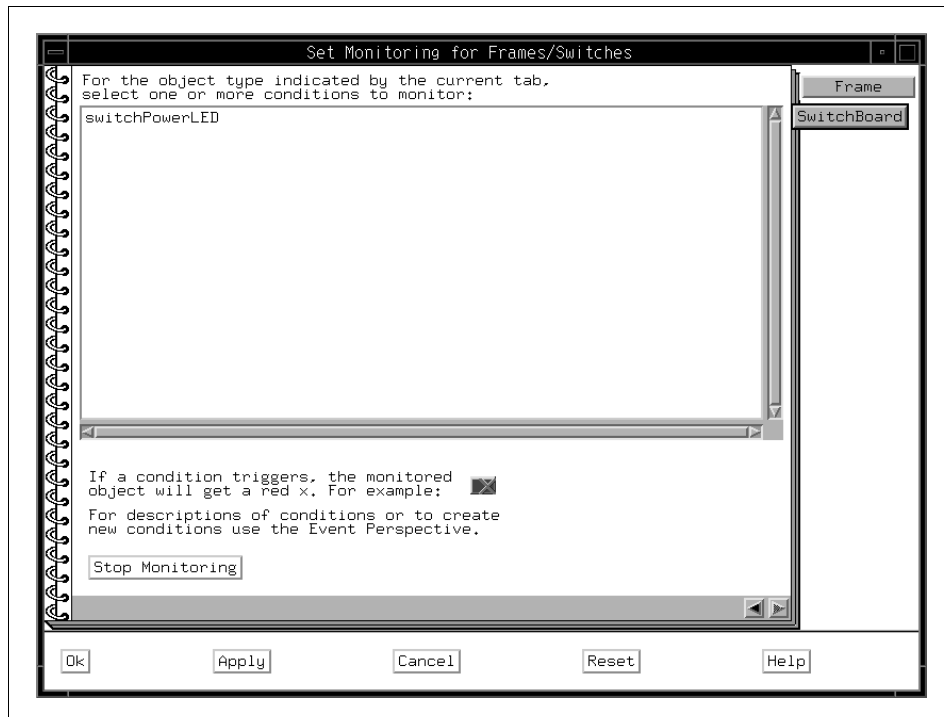 Set Monitoring for Frames/Switches
For the object type indicated by the current tab,
select one or more conditions to monitor:
Frame
SwitchBoard
switchPowerLED
If a condition triggers, the monitored
object will get a red x. For example:
For descriptions of conditions or to create
new conditions use the Event Perspective.
Stop Monitoring
Ok
Apply
Cancel
Reset
Help